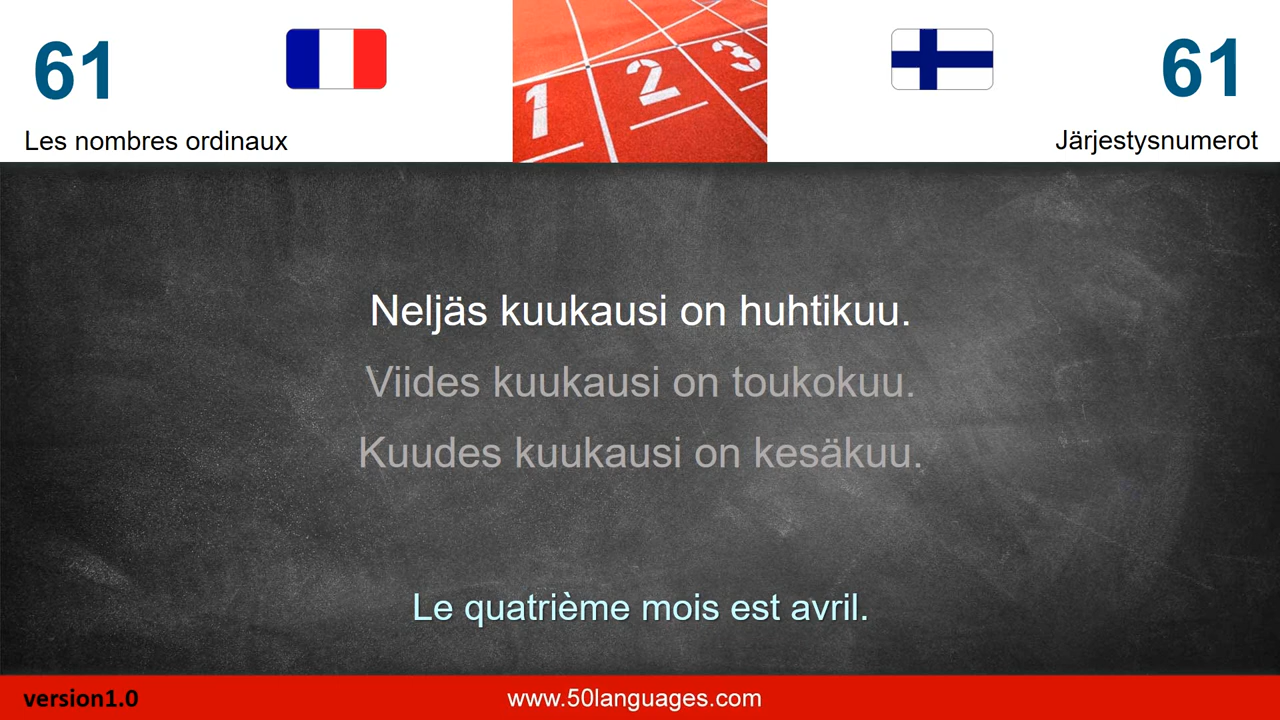 61
61
Les nombres ordinaux
Järjestysnumerot
1
2
3
Neljäs kuukausi on huhtikuu.
Viides kuukausi on toukokuu.
Kuudes kuukausi on kesäkuu.
Le quatrième mois est avril.
version1.0
www.50languages.com